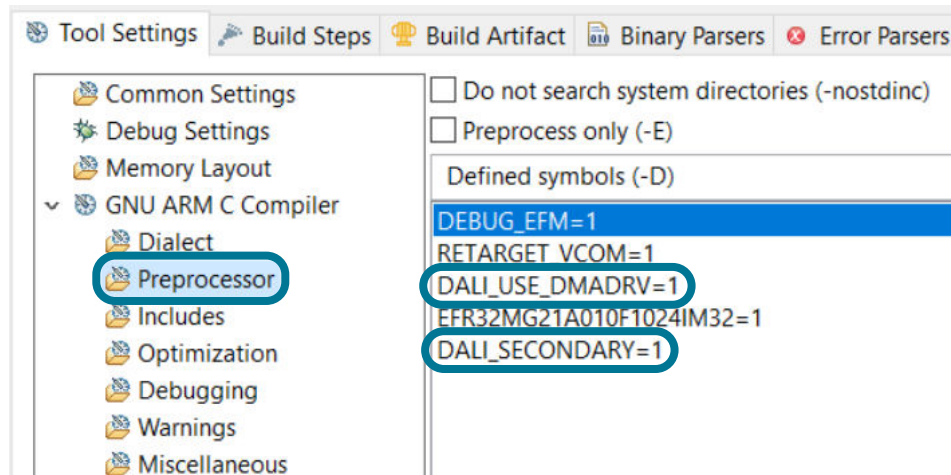 Tool Settings Build Steps Build Artifact Binary Parsers Error Parsers
Common Settings
Debug Settings
Memory Layout
GNU ARM C Compiler
Dialect
Preprocessor
Includes
Optimization
Debugging
Warnings
Miscellaneous
Do not search system directories (-nostdinc)
Preprocess only (-E)
Defined symbols (-D)
DEBUG_EFM=1
RETARGET_VCOM=1
DALI_USE_DMADRV=1
EFR32MG21A010F1024IM32=1
DALI_SECONDARY=1